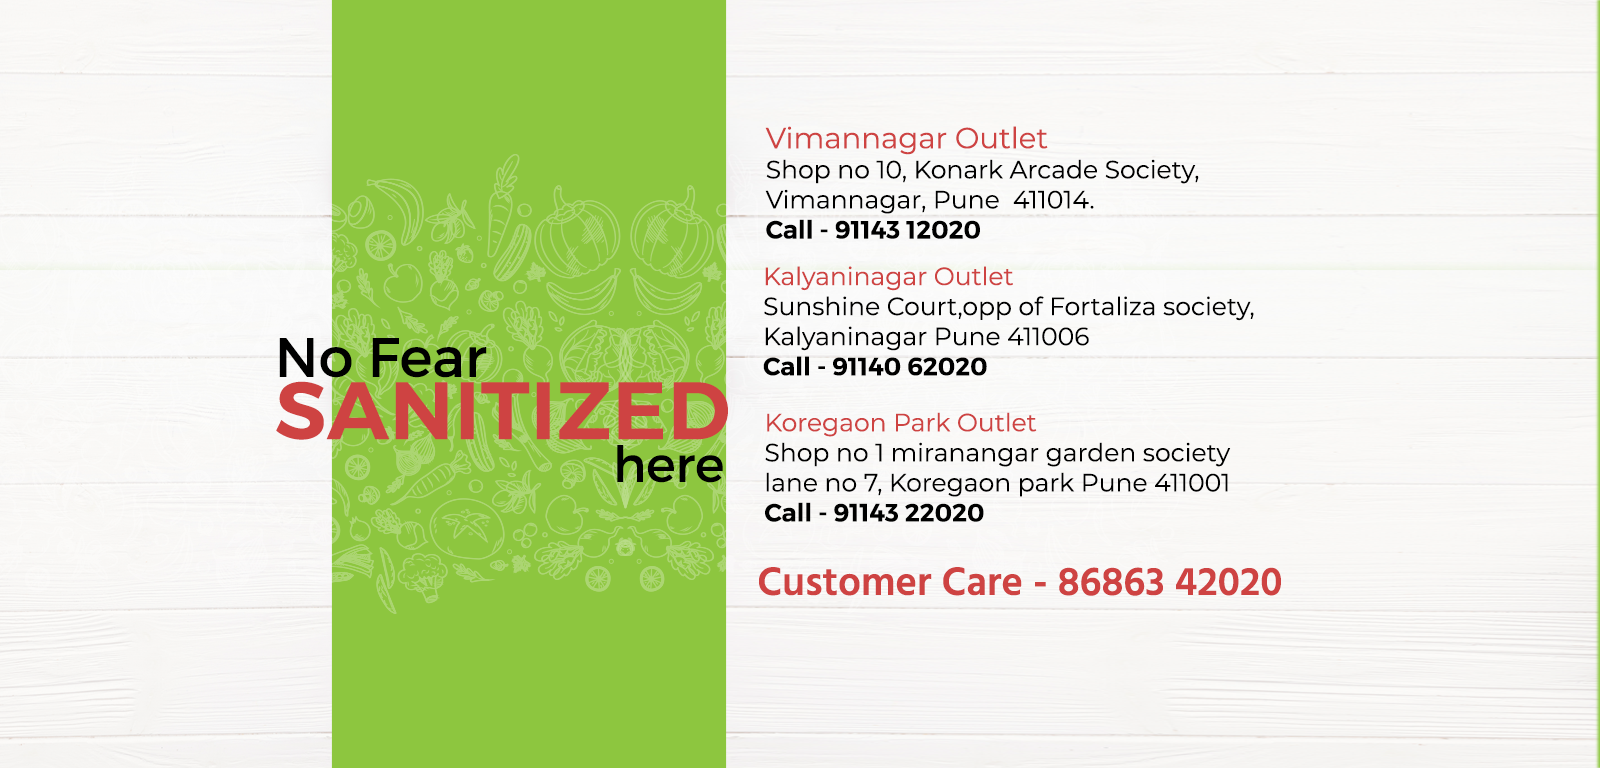 No Fear
SANITIZED
here
Vimannagar Outlet
Shop no 10, Konark Arcade Society,
Vimannagar, Pune  411014.
Call - 91143 12020
Kalyaninagar Outlet
Sunshine Court,opp of Fortaliza society,
Kalyaninagar Pune 411006
Call - 91140 62020
Koregaon Park Outlet
Shop no 1 miranangar garden society
lane no 7, Koregaon park Pune 411001
Call - 91143 22020
Customer Care - 86863 42020